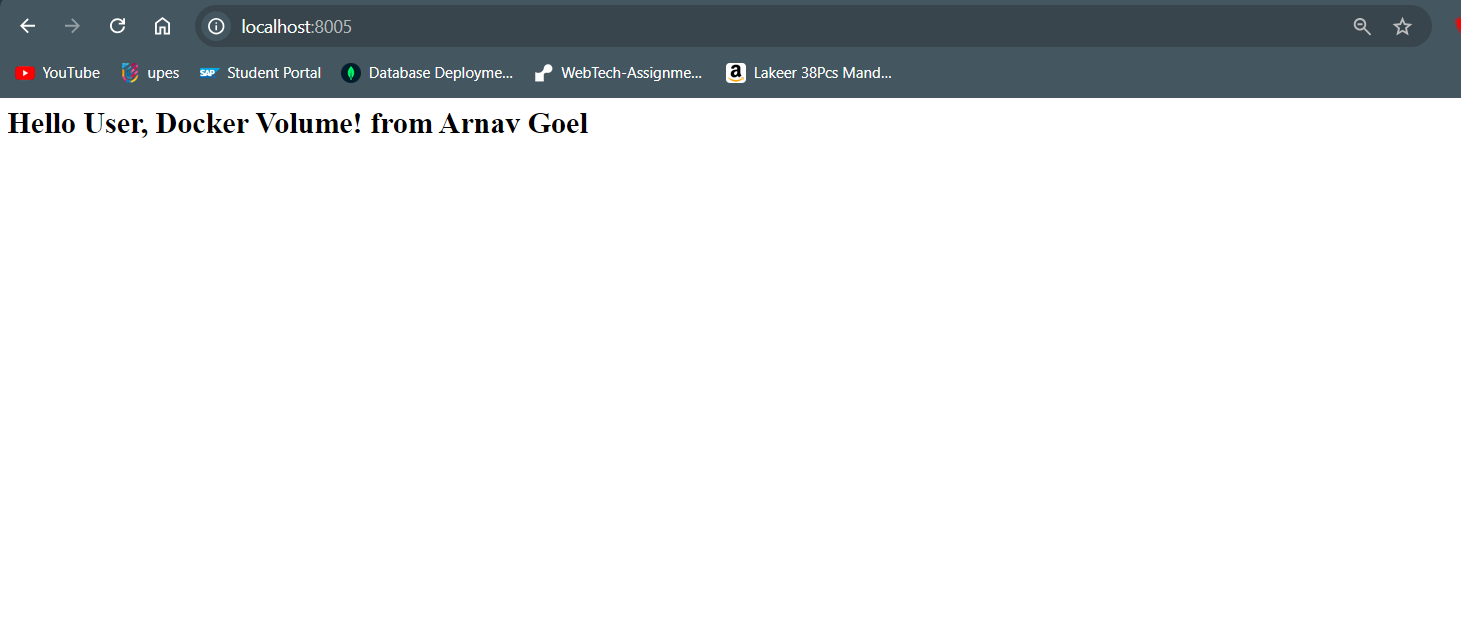 localhost:8005
YouTube upes SAP Student Portal Database Deployme... WebTech-Assignme... a Lakeer 38Pcs Mand...
Hello User, Docker Volume! from Arnav Goel